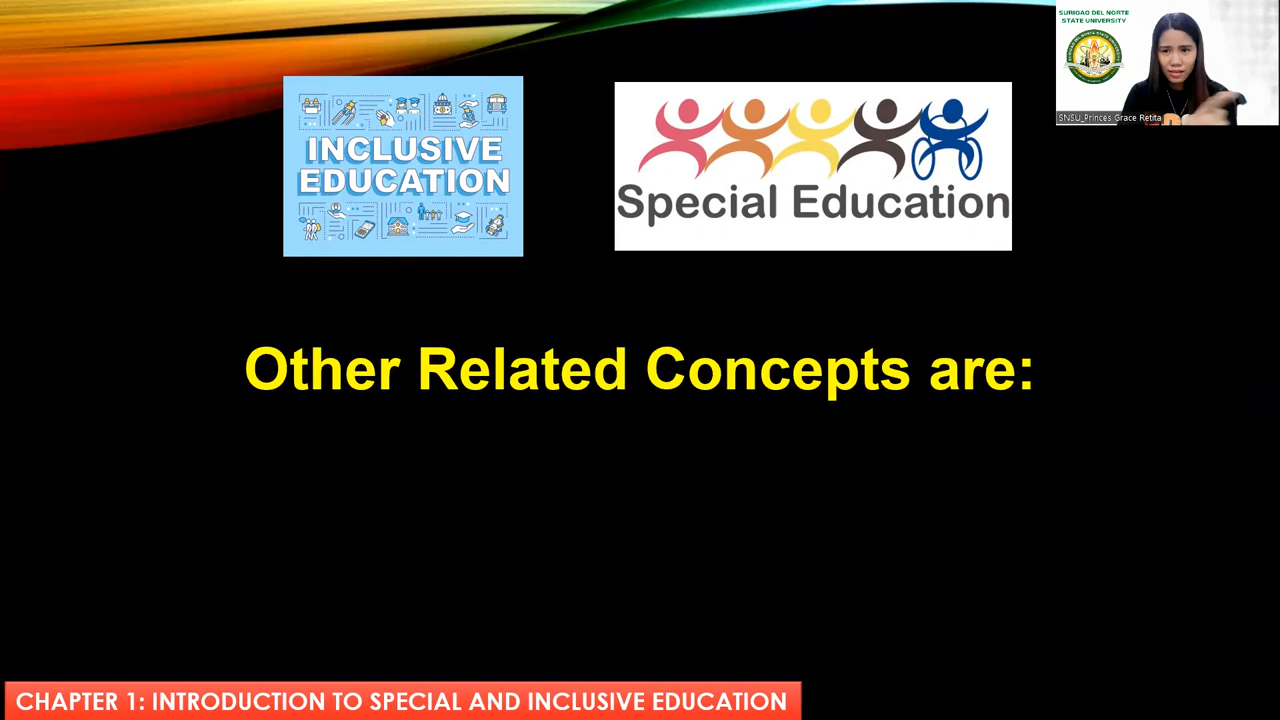 SURIGAO DEL NORTE
STATE UNIVERSITY
SNSU_Princes Grace Retita
INCLUSIVE
EDUCATION
Special Education
Other Related Concepts are:
CHAPTER 1: INTRODUCTION TO SPECIAL AND INCLUSIVE EDUCATION